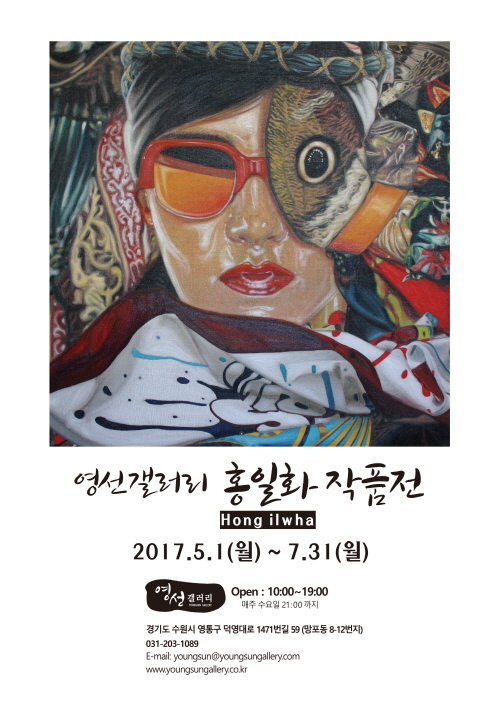 영선갤러리 홍일화 작품전
Hong ilwha
2017.5.1(월) ~ 7.31(월)
영선갤러리
YOUNGSUN GALLERY
Open : 10:00~19:00
매주 수요일 21:00 까지
경기도 수원시 영통구 덕영대로 1471번길 59 (망포동 8-12번지)
031-203-1089
E-mail: youngsun@youngsungallery.com
www.youngsungallery.co.kr